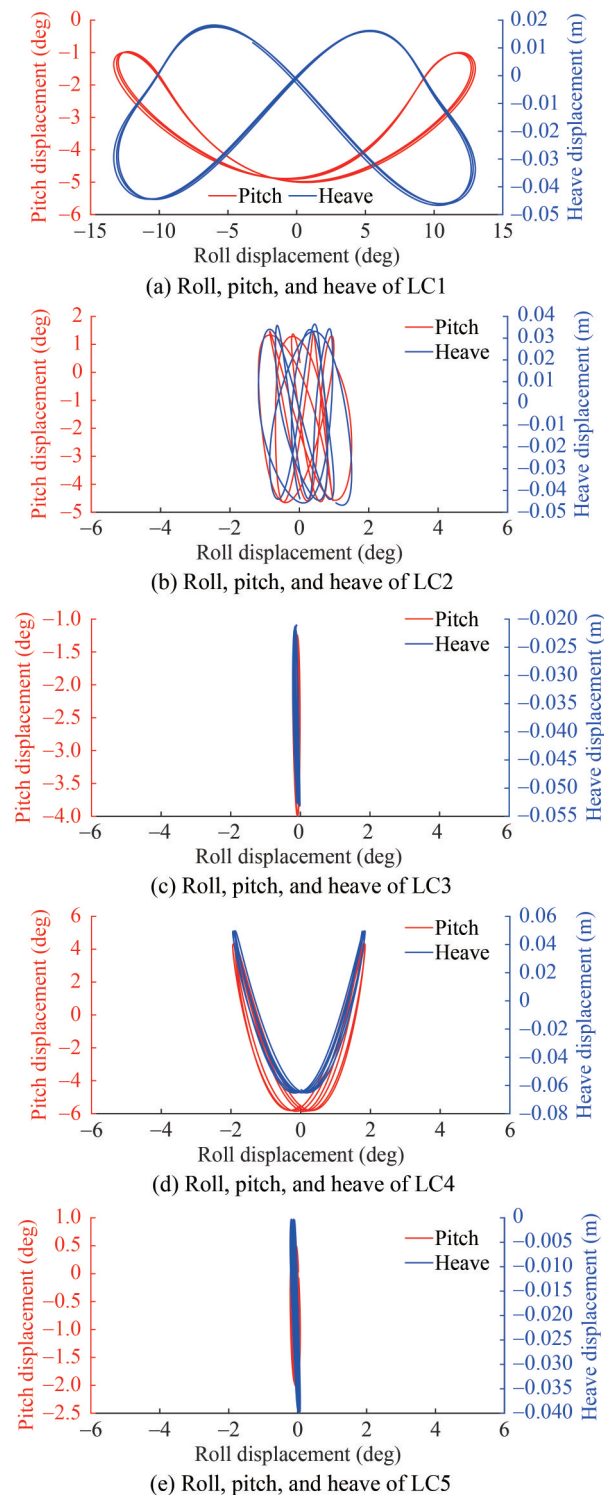 Pitch displacement (deg)
0
–1
–2
–3
–4
–5
–6
0.02
0.01
0
–0.01
–0.02
–0.03
–0.04
–0.05
Heave displacement (m)
Pitch Heave
–15 –10 –5 0 5 10 15
Roll displacement (deg)
(a) Roll, pitch, and heave of LC1
Pitch displacement (deg)
2
1
0
–1
–2
–3
–4
–5
Pitch
Heave
0.04
0.03
0.02
0.01
0
–0.01
–0.02
–0.03
–0.04
–0.05
Heave displacement (m)
–6 –4 –2 0 2 4 6
Roll displacement (deg)
(b) Roll, pitch, and heave of LC2
Pitch displacement (deg)
–1.0
–1.5
–2.0
–2.5
–3.0
–3.5
–4.0
Pitch
Heave
–0.020
–0.025
–0.030
–0.035
–0.040
–0.045
–0.050
–0.055
Heave displacement (m)
–6 –4 –2 0 2 4 6
Roll displacement (deg)
(c) Roll, pitch, and heave of LC3
Pitch displacement (deg)
6
4
2
0
–2
–4
–6
Pitch
Heave
0.06
0.04
0.02
0
–0.02
–0.04
–0.06
–0.08
Heave displacement (m)
–6 –4 –2 0 2 4 6
Roll displacement (deg)
(d) Roll, pitch, and heave of LC4
Pitch displacement (deg)
1.0
0.5
0
–0.5
–1.0
–1.5
–2.0
–2.5
Pitch
Heave
0
–0.005
–0.010
–0.015
–0.020
–0.025
–0.030
–0.035
–0.040
Heave displacement (m)
–6 –4 –2 0 2 4 6
Roll displacement (deg)
(e) Roll, pitch, and heave of LC5